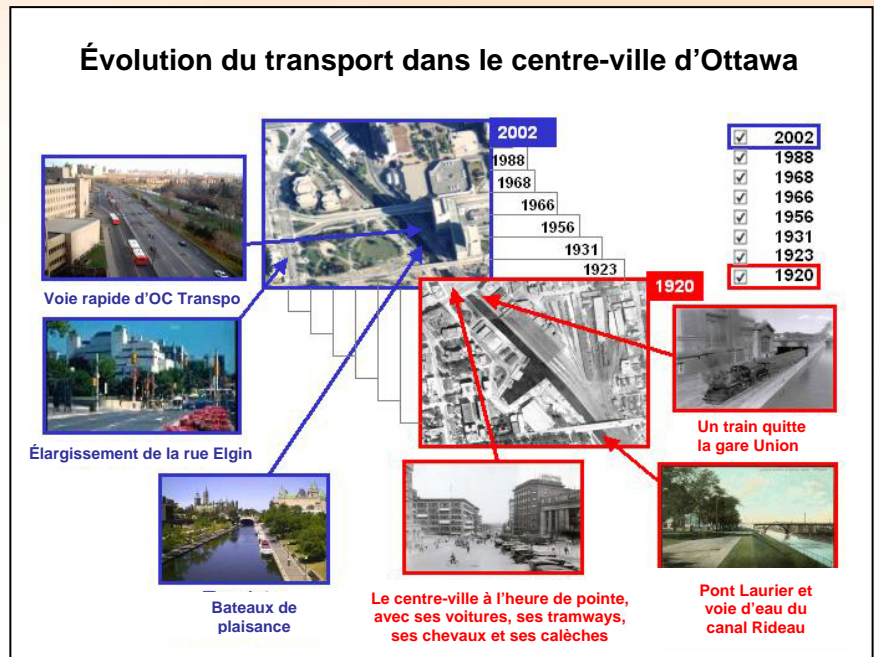 Évolution du transport dans le centre-ville d'Ottawa
2002
1988
1968
1966
1956
1931
1923
1920
2002
1988
1968
1966
1956
1931
1923
1920
Voie rapide d'OC Transpo
Élargissement de la rue Elgin
Bateaux de
plaisance
Le centre-ville à l'heure de pointe,
avec ses voitures, ses tramways,
ses chevaux et ses calèches
Un train quitte
la gare Union
Pont Laurier et
voie d'eau du
canal Rideau